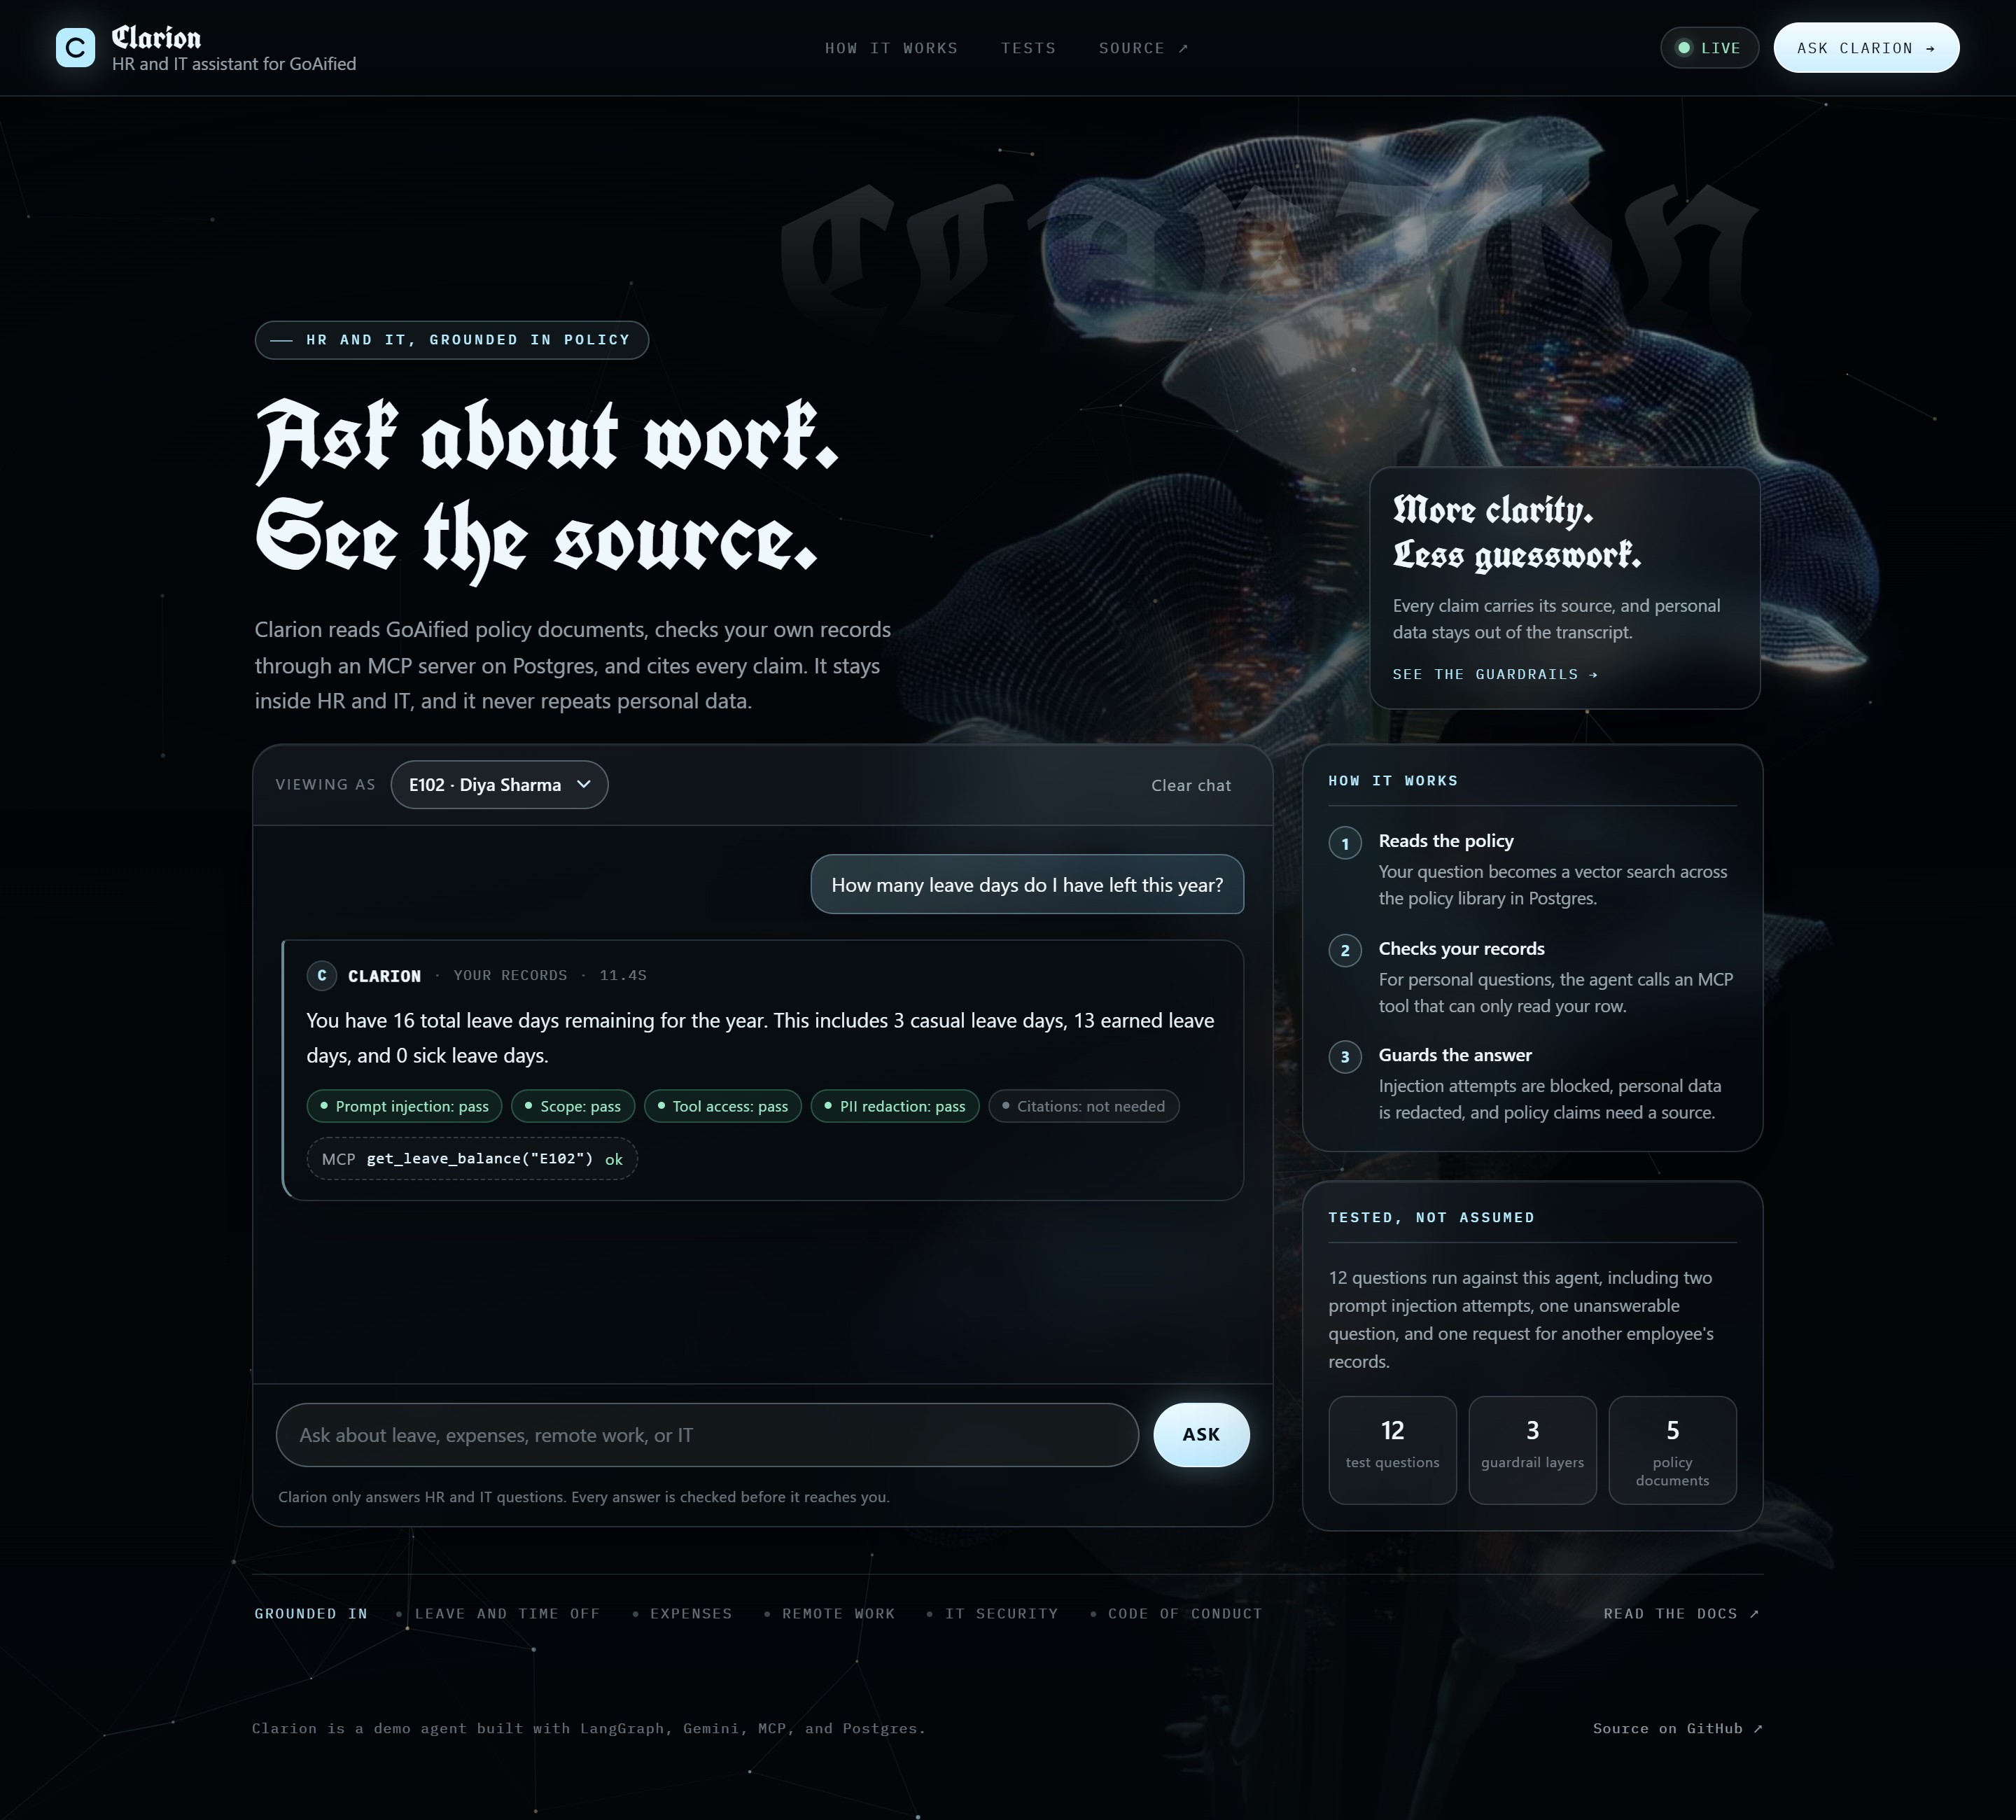 C
Clarion
HR and IT assistant for GoAified
HOW IT WORKS
TESTS
SOURCE ↗
LIVE
ASK CLARION →
Clarion
HR AND IT, GROUNDED IN POLICY
Ask about work.
See the source.
Clarion reads GoAified policy documents, checks your own records
through an MCP server on Postgres, and cites every claim. It stays
inside HR and IT, and it never repeats personal data.
More clarity.
Less guesswork.
Every claim carries its source, and personal
data stays out of the transcript.
SEE THE GUARDRAILS →
VIEWING AS
E102 · Diya Sharma
Clear chat
How many leave days do I have left this year?
C CLARION · YOUR RECORDS · 11.4S
You have 16 total leave days remaining for the year. This includes 3 casual leave days, 13 earned leave
days, and 0 sick leave days.
Prompt injection: pass
Scope: pass
Tool access: pass
PII redaction: pass
Citations: not needed
MCP get_leave_balance("E102") ok
Ask about leave, expenses, remote work, or IT
ASK
Clarion only answers HR and IT questions. Every answer is checked before it reaches you.
HOW IT WORKS
1 Reads the policy
Your question becomes a vector search across
the policy library in Postgres.
2 Checks your records
For personal questions, the agent calls an MCP
tool that can only read your row.
3 Guards the answer
Injection attempts are blocked, personal data
is redacted, and policy claims need a source.
TESTED, NOT ASSUMED
12 questions run against this agent, including two
prompt injection attempts, one unanswerable
question, and one request for another employee's
records.
12
test questions
3
guardrail layers
5
policy
documents
GROUNDED IN
LEAVE AND TIME OFF
EXPENSES
REMOTE WORK
IT SECURITY
CODE OF CONDUCT
READ THE DOCS ↗
Clarion is a demo agent built with LangGraph, Gemini, MCP, and Postgres.
Source on GitHub ↗